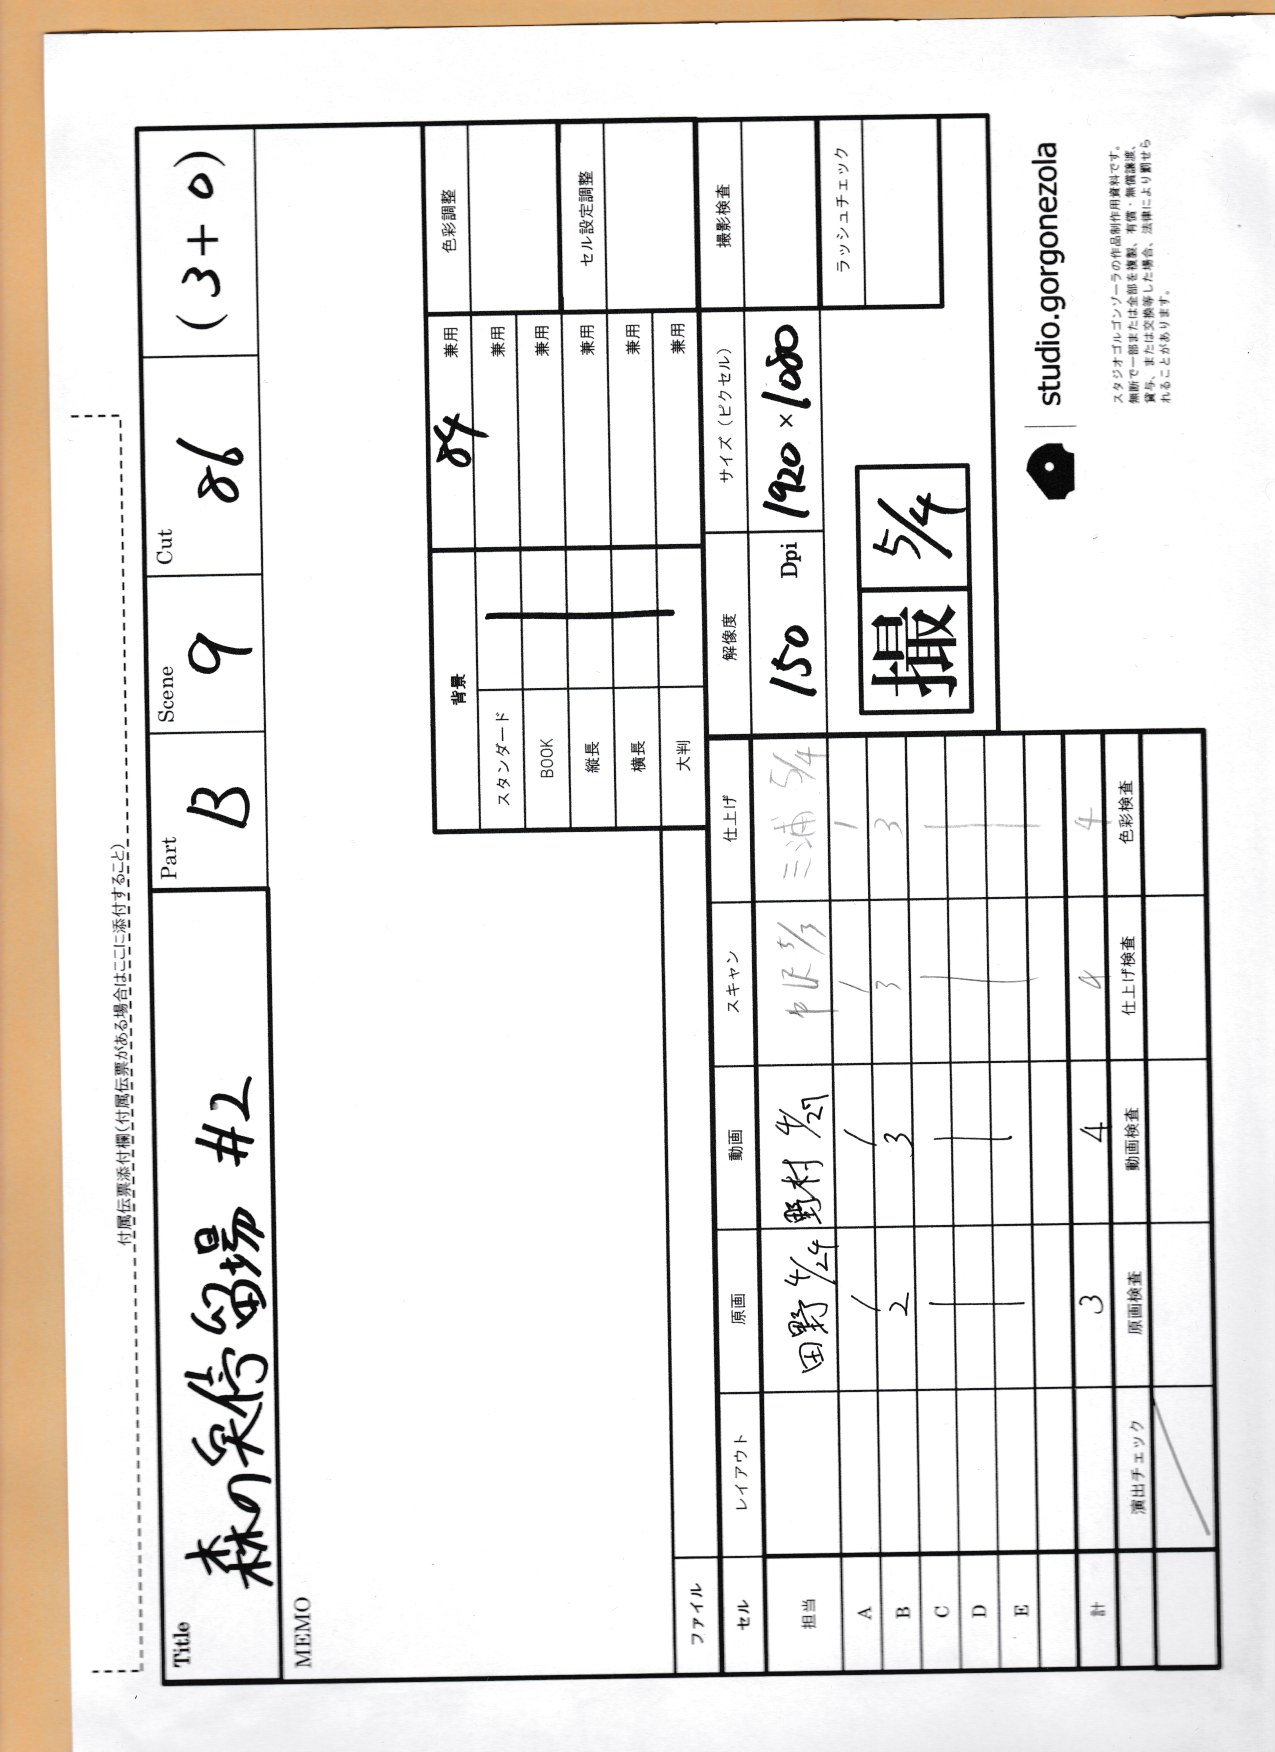 付属伝票添付欄(付属伝票がある場合はここに添付すること)
Title 森の栗停留場 #2
Part B
Scene 9
Cut 86
(3+0)
MEMO
背景 84 兼用
スタンダード 兼用
BOOK 兼用
縦長 兼用
横長 兼用
大判 兼用
色彩調整
セル設定調整
ファイル
セル レイアウト 原画 動画 スキャン 仕上げ
担当 田野 4/24 野村 4/27 5/3 三浦 5/4
A 1 1 1 1
B 2 3 3 3
C
D
E
計 3 4 4 4
演出チェック 原画検査 動画検査 仕上げ検査 色彩検査
解像度 サイズ(ピクセル) 撮影検査
150 Dpi 1920×1080
ラッシュチェック
撮 5/4
studio.gorgonezola
スタジオゴルゴンゾーラの作品制作用資料です。
無断で一部または全部を複製、有償・無償譲渡、
貸与、または交換等した場合、法律により罰せら
れることがあります。